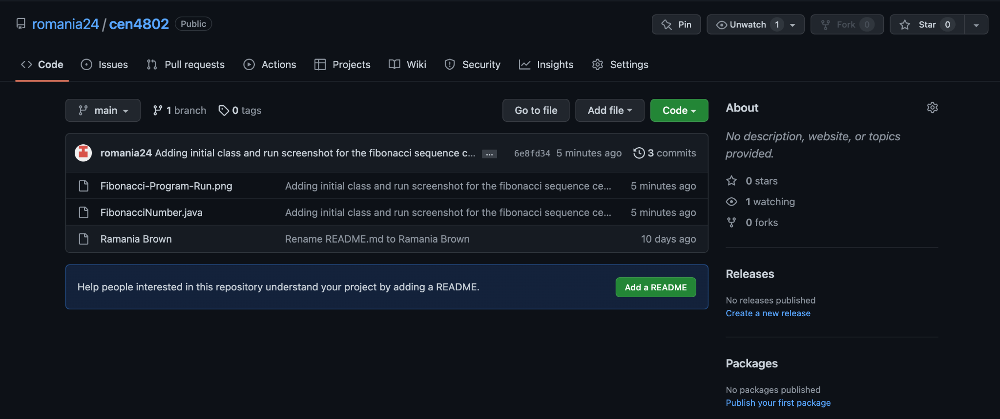 romania24 / cen4802 Public Pin Unwatch 1 Fork 0 Star 0
Code Issues Pull requests Actions Projects Wiki Security Insights Settings
main 1 branch 0 tags Go to file Add file Code
romania24 Adding initial class and run screenshot for the fibonacci sequence c... ... 6e8fd34 5 minutes ago 3 commits
Fibonacci-Program-Run.png Adding initial class and run screenshot for the fibonacci sequence ce... 5 minutes ago
FibonacciNumber.java Adding initial class and run screenshot for the fibonacci sequence ce... 5 minutes ago
Ramania Brown Rename README.md to Ramania Brown 10 days ago
Help people interested in this repository understand your project by adding a README. Add a README
About
No description, website, or topics
provided.
0 stars
1 watching
0 forks
Releases
No releases published
Create a new release
Packages
No packages published
Publish your first package